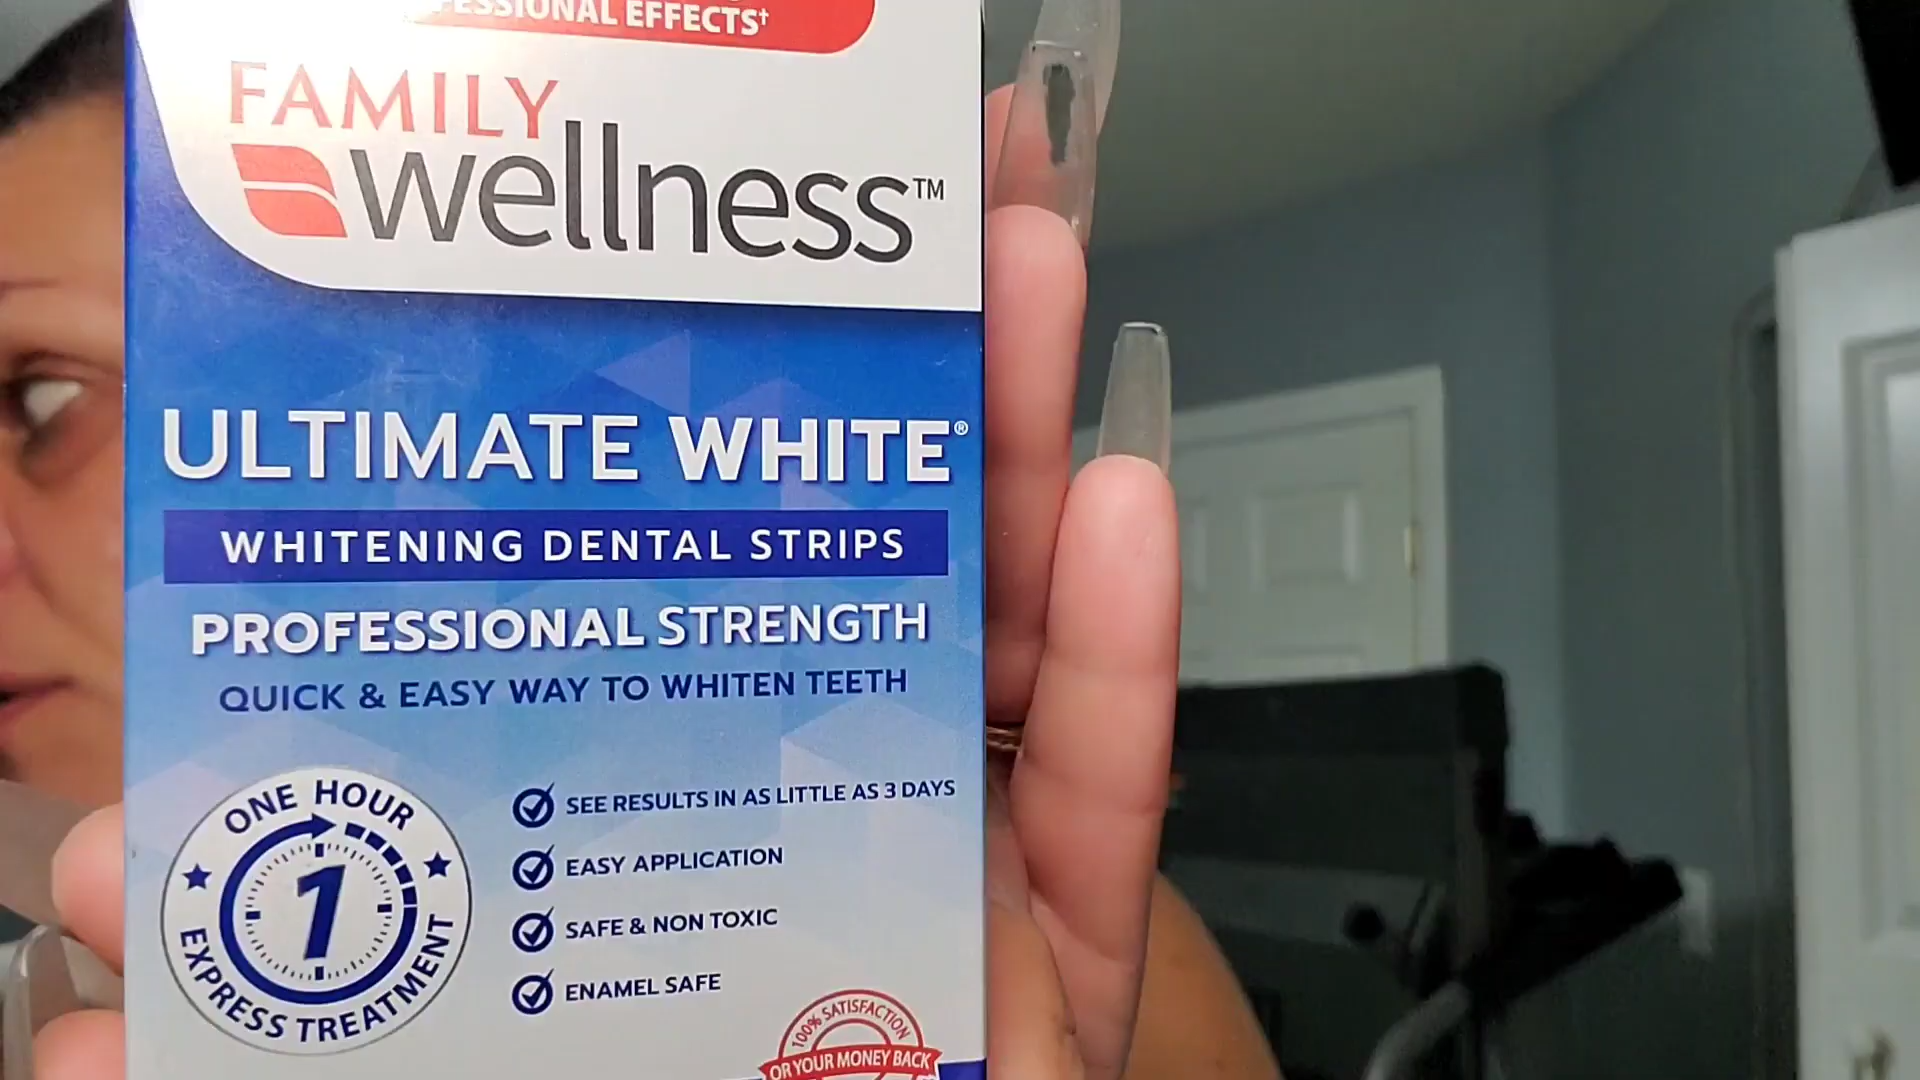 EFFECTS†
FAMILY
wellness™
ULTIMATE WHITE®
WHITENING DENTAL STRIPS
PROFESSIONAL STRENGTH
QUICK & EASY WAY TO WHITEN TEETH
ONE HOUR
1
EXPRESS TREATMENT
SEE RESULTS IN AS LITTLE AS 3 DAYS
EASY APPLICATION
SAFE & NON TOXIC
ENAMEL SAFE
100% SATISFACTION
OR YOUR MONEY BACK